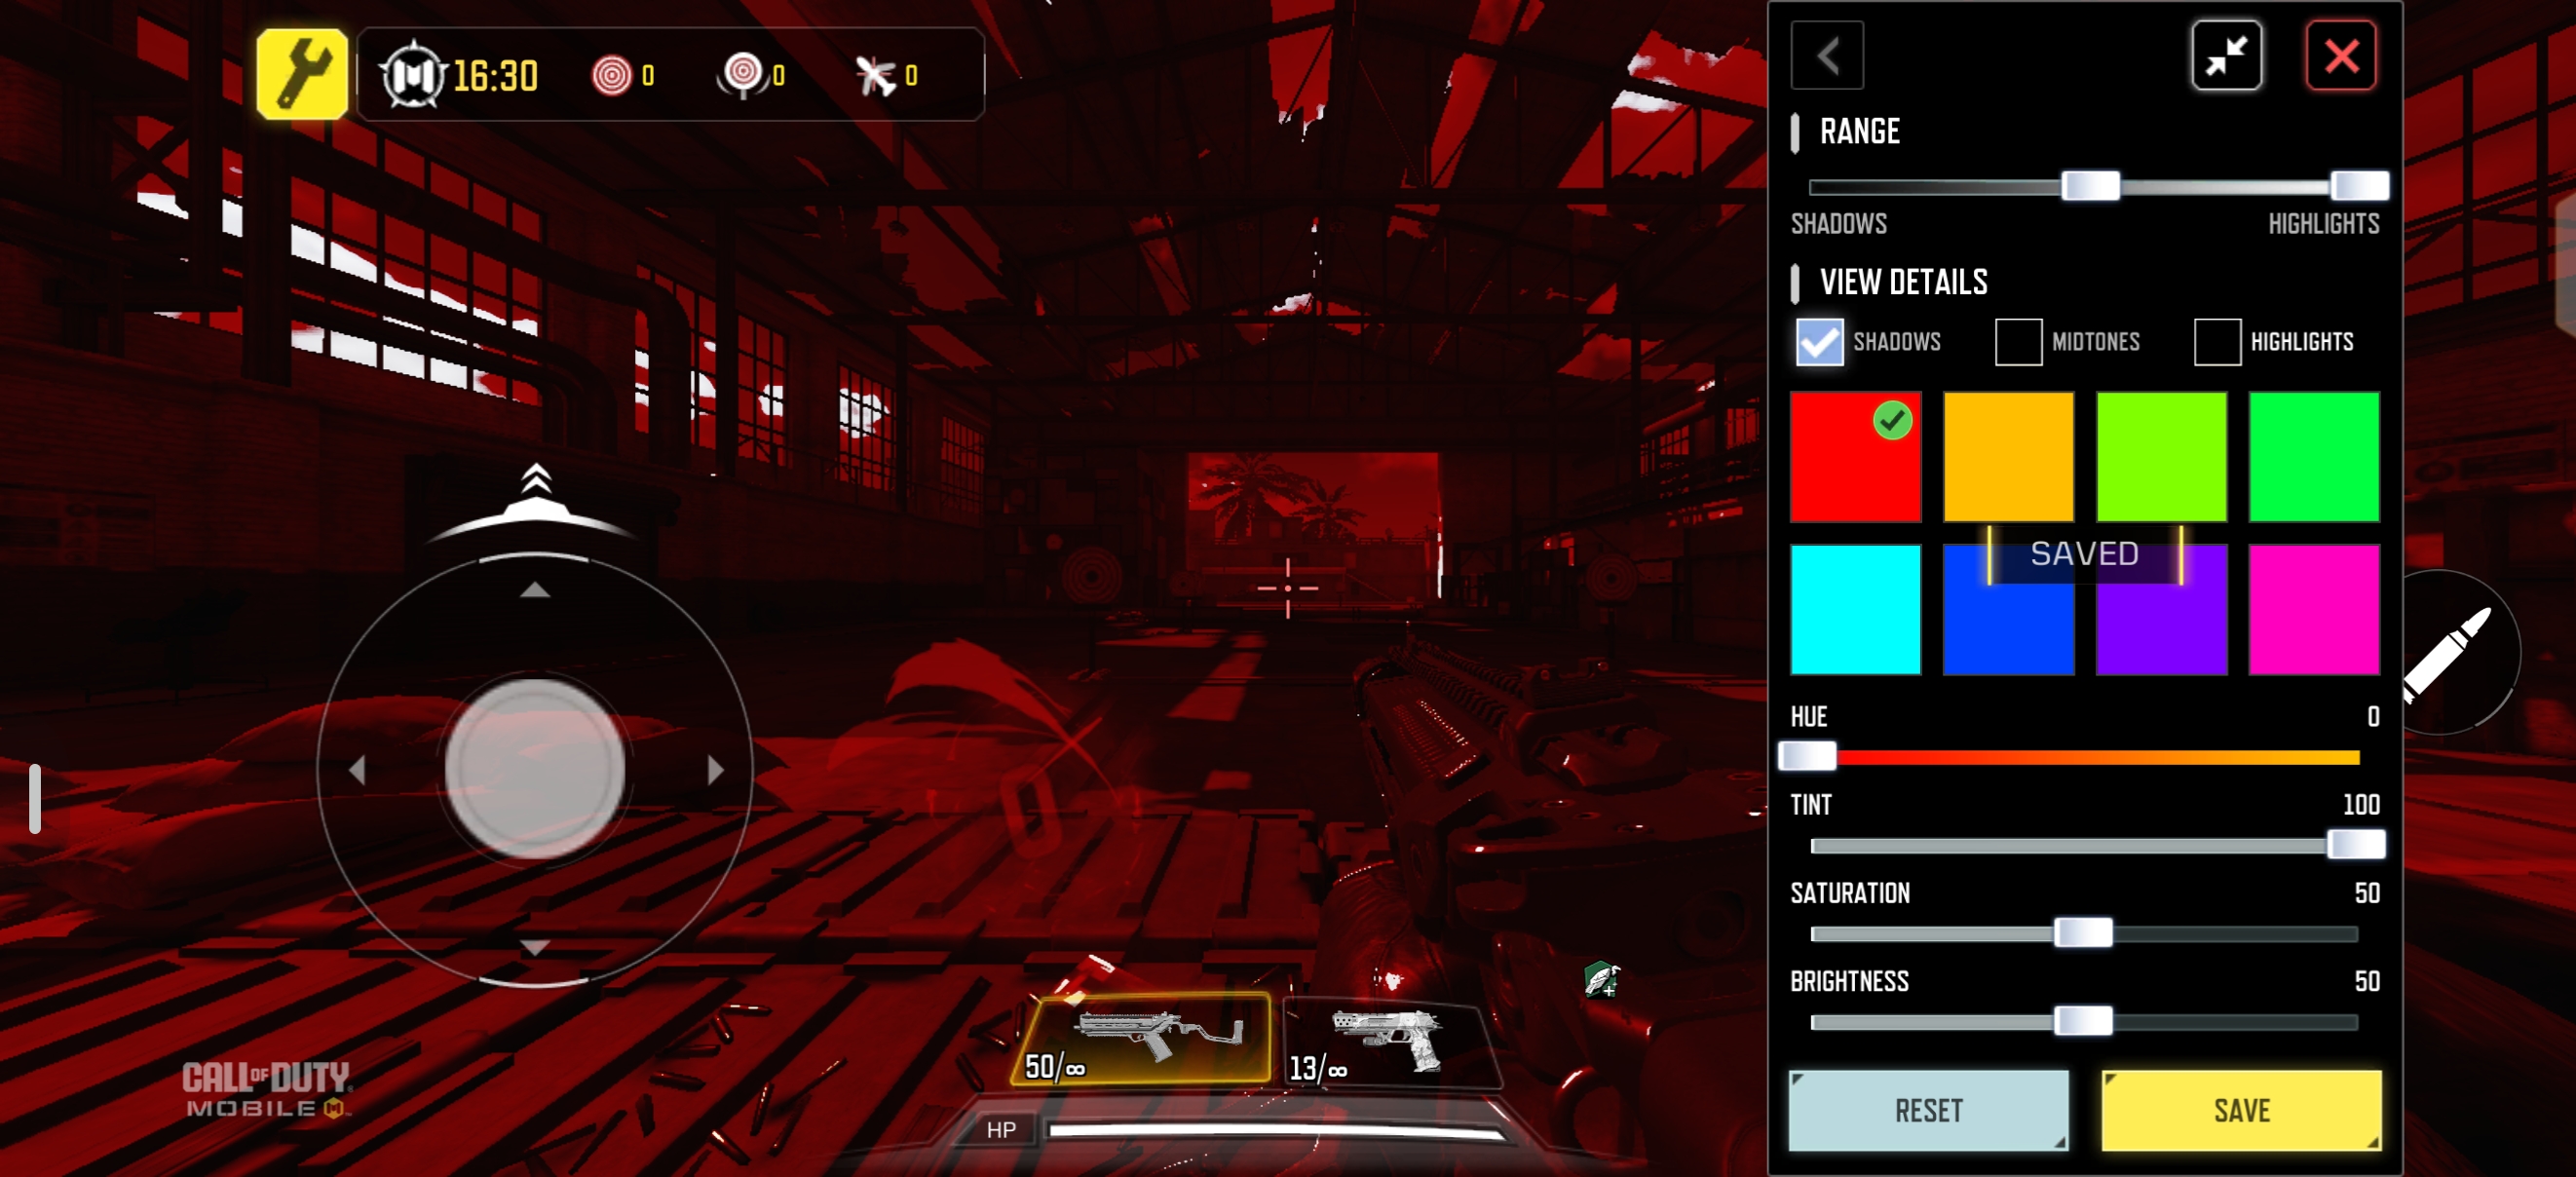 16:30
0
0
0
RANGE
SHADOWS
HIGHLIGHTS
VIEW DETAILS
SHADOWS
MIDTONES
HIGHLIGHTS
SAVED
HUE
0
TINT
100
SATURATION
50
BRIGHTNESS
50
RESET
SAVE
0
50/∞
13/∞
HP
CALL OF DUTY
MOBILE